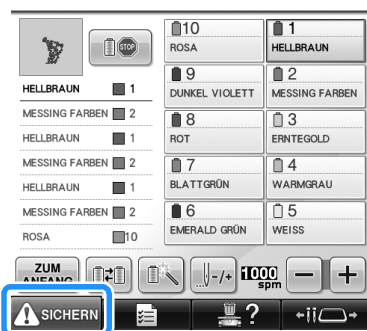 STOP
HELLBRAUN 1
MESSING FARBEN 2
HELLBRAUN 1
MESSING FARBEN 2
HELLBRAUN 1
MESSING FARBEN 2
ROSA 10
10
ROSA
1
HELLBRAUN
9
DUNKEL VIOLETT
2
MESSING FARBEN
8
ROT
3
ERNTEGOLD
7
BLATTGRÜN
4
WARMGRAU
6
EMERALD GRÜN
5
WEISS
ZUM
ANFANG
-/+
1000
spm
- +
SICHERN
?